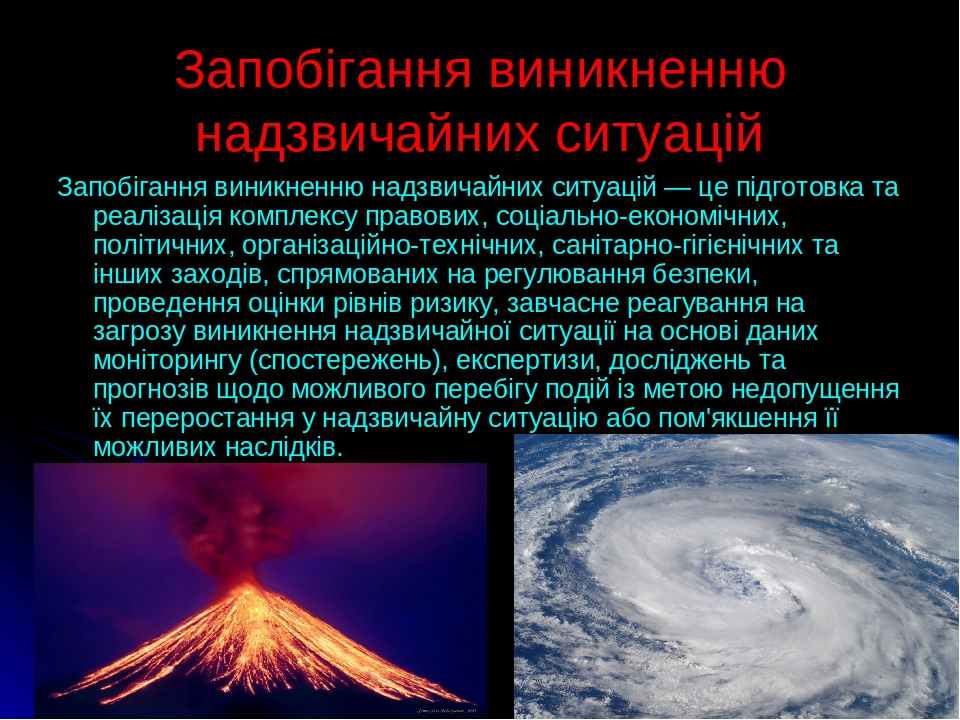 Запобігання виникненню
надзвичайних ситуацій
Запобігання виникненню надзвичайних ситуацій — це підготовка та
реалізація комплексу правових, соціально-економічних,
політичних, організаційно-технічних, санітарно-гігієнічних та
інших заходів, спрямованих на регулювання безпеки,
проведення оцінки рівнів ризику, завчасне реагування на
загрозу виникнення надзвичайної ситуації на основі даних
моніторингу (спостережень), експертизи, досліджень та
прогнозів щодо можливого перебігу подій із метою недопущення
їх переростання у надзвичайну ситуацію або пом'якшення її
можливих наслідків.